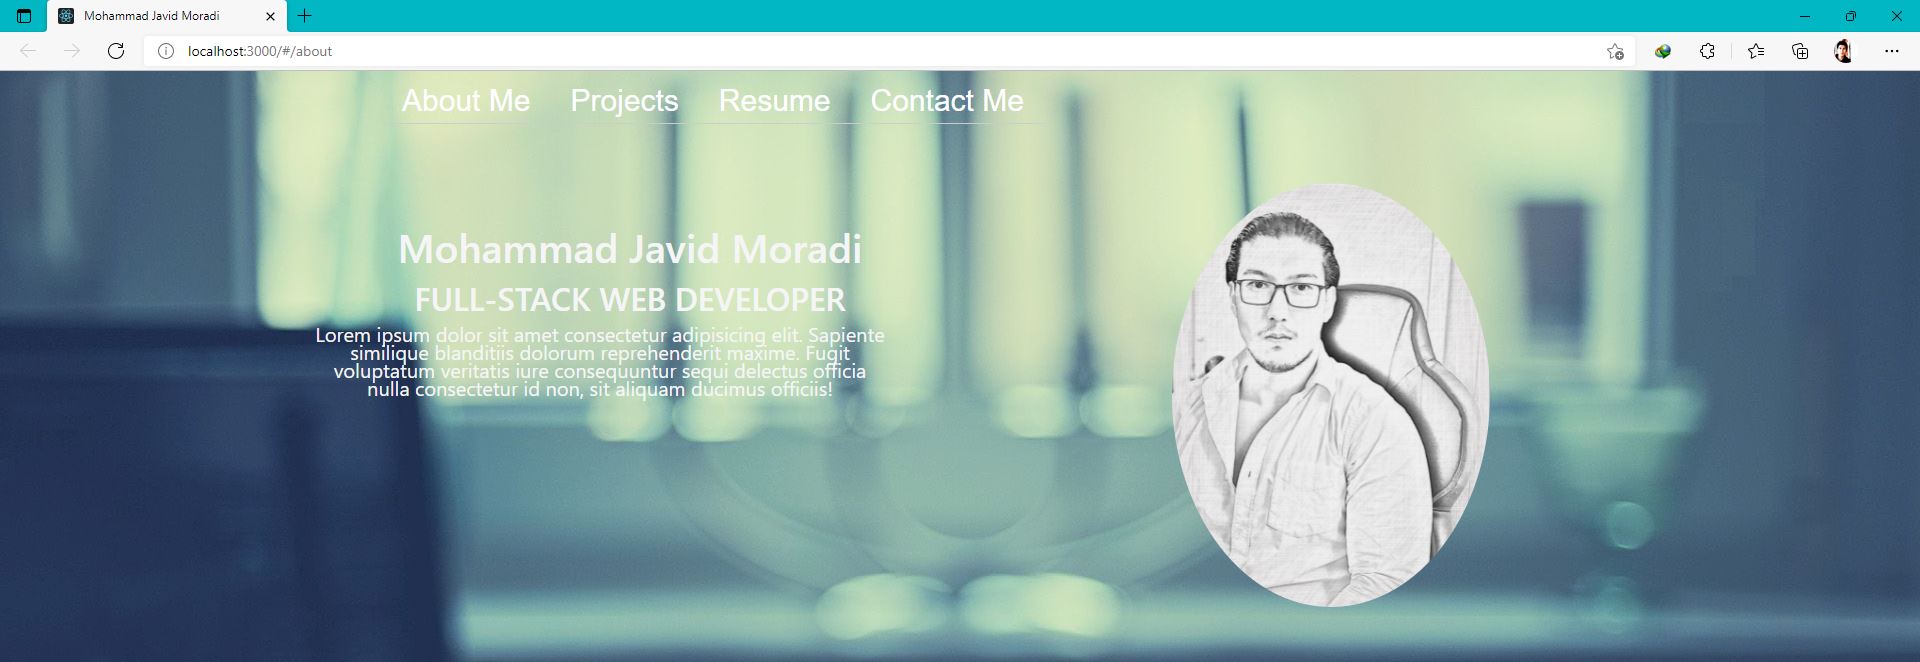 Mohammad Javid Moradi
localhost:3000/#/about
About Me Projects Resume Contact Me
Mohammad Javid Moradi
FULL-STACK WEB DEVELOPER
Lorem ipsum dolor sit amet consectetur adipisicing elit. Sapiente
similique blanditiis dolorum reprehenderit maxime. Fugit
voluptatum veritatis iure consequuntur sequi delectus officia
nulla consectetur id non, sit aliquam ducimus officiis!